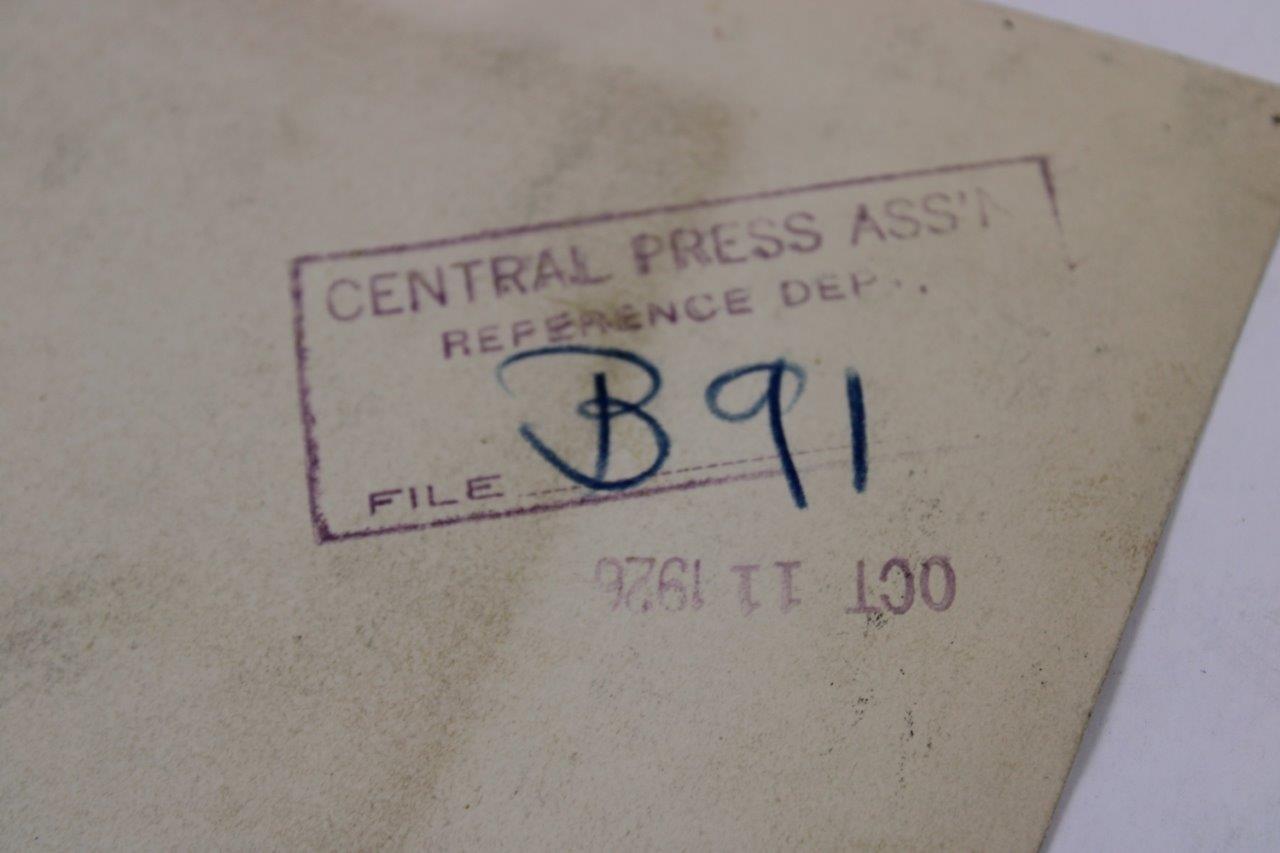 CENTRAL PRESS ASS'N
REFERENCE DEPT.
B91
FILE
OCT 11 1926